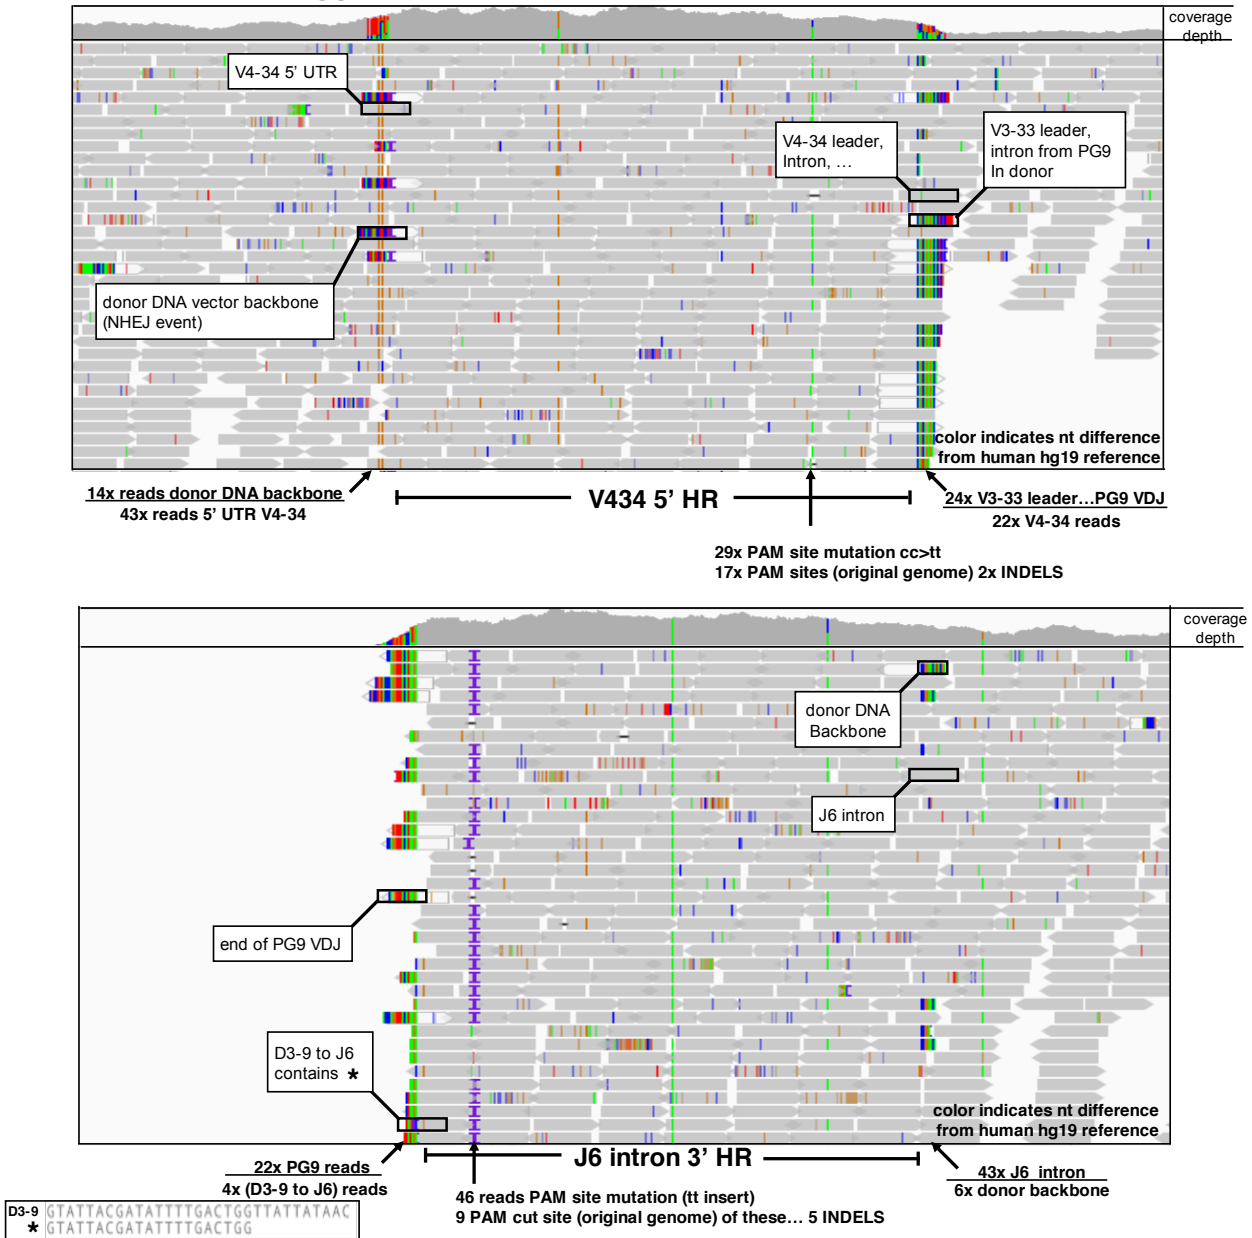 coverage
depth
V4-34 5' UTR
V4-34 leader,
Intron, …
V3-33 leader,
intron from PG9
In donor
donor DNA vector backbone
(NHEJ event)
color indicates nt difference
from human hg19 reference
14x reads donor DNA backbone
43x reads 5' UTR V4-34
V434 5' HR
24x V3-33 leader…PG9 VDJ
22x V4-34 reads
29x PAM site mutation cc>tt
17x PAM sites (original genome) 2x INDELS
coverage
depth
donor DNA
Backbone
J6 intron
end of PG9 VDJ
D3-9 to J6
contains *
color indicates nt difference
from human hg19 reference
22x PG9 reads
4x (D3-9 to J6) reads
J6 intron 3' HR
43x J6 intron
6x donor backbone
46 reads PAM site mutation (tt insert)
9 PAM cut site (original genome) of these… 5 INDELS
D3-9 GTATTACGATATTTTGACTGGTTATTATAAC
* GTATTACGATATTTTGACTGG